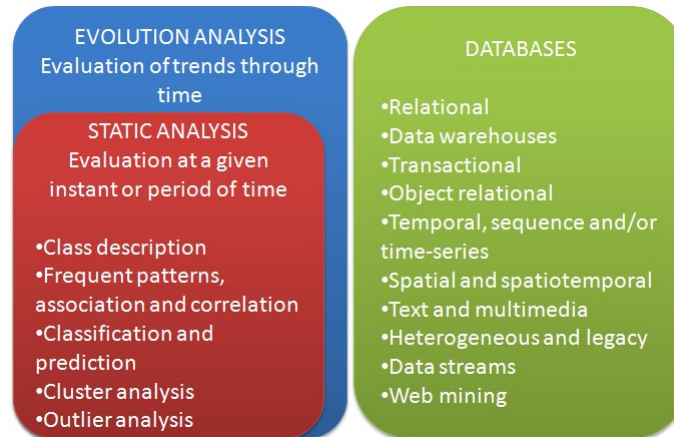 EVOLUTION ANALYSIS
Evaluation of trends through
time
STATIC ANALYSIS
Evaluation at a given
instant or period of time
•Class description
•Frequent patterns,
association and correlation
•Classification and
prediction
•Cluster analysis
•Outlier analysis
DATABASES
•Relational
•Data warehouses
•Transactional
•Object relational
•Temporal, sequence and/or
time-series
•Spatial and spatiotemporal
•Text and multimedia
•Heterogeneous and legacy
•Data streams
•Web mining